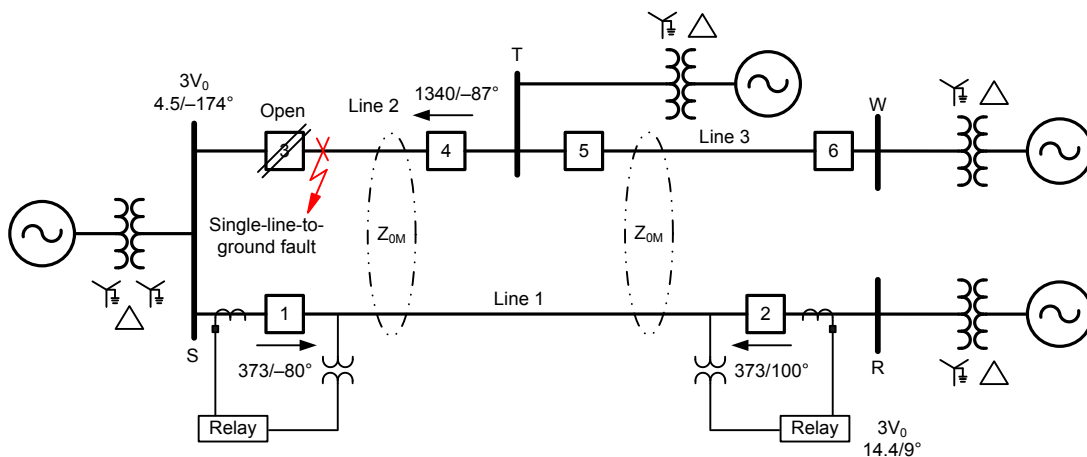 T
3V0
4.5/–174°
Open
Line 2
1340/–87°
W
3
4
5
Line 3
6
Single-line-to-
ground fault
Z0M
Z0M
Line 1
1
2
S
373/–80°
373/100°
R
Relay
Relay
3V0
14.4/9°